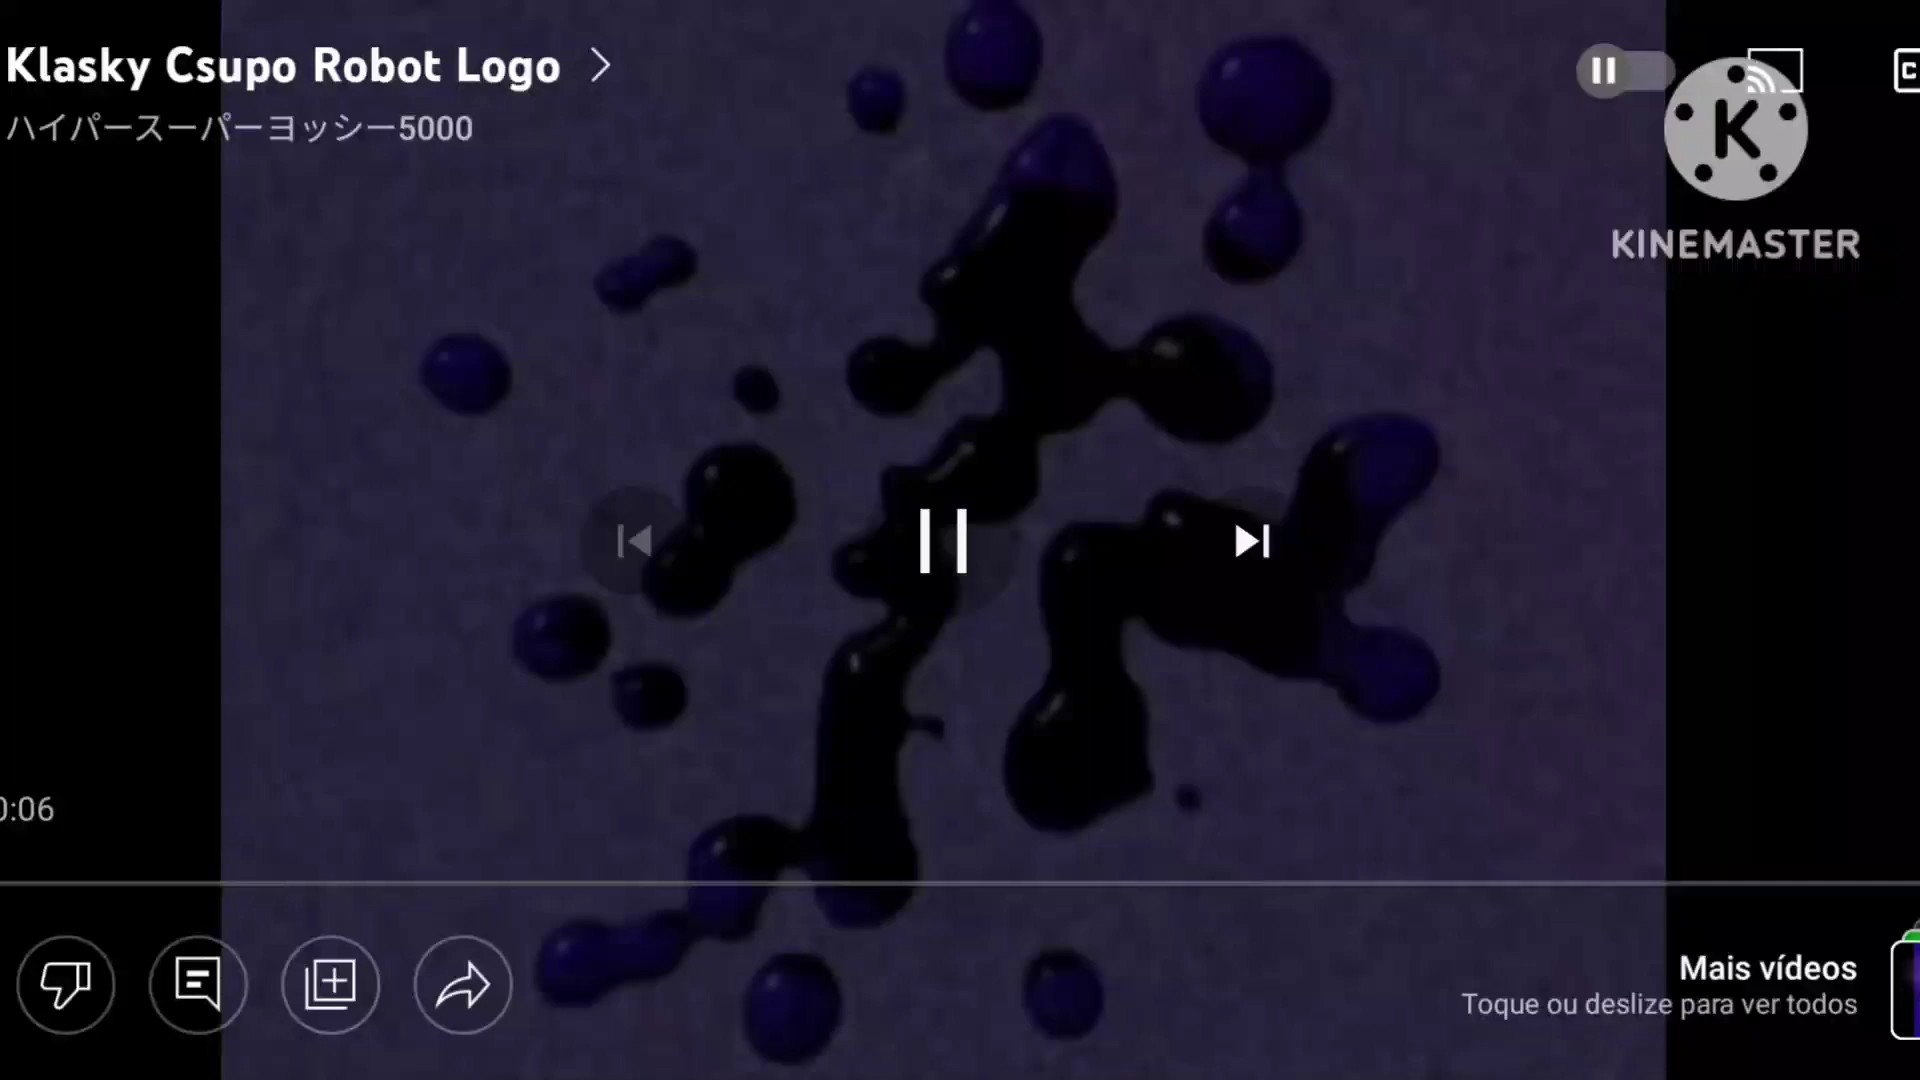 Klasky Csupo Robot Logo
ハイパースーパーヨッシー5000
K
KINEMASTER
0:06
Mais vídeos
Toque ou deslize para ver todos